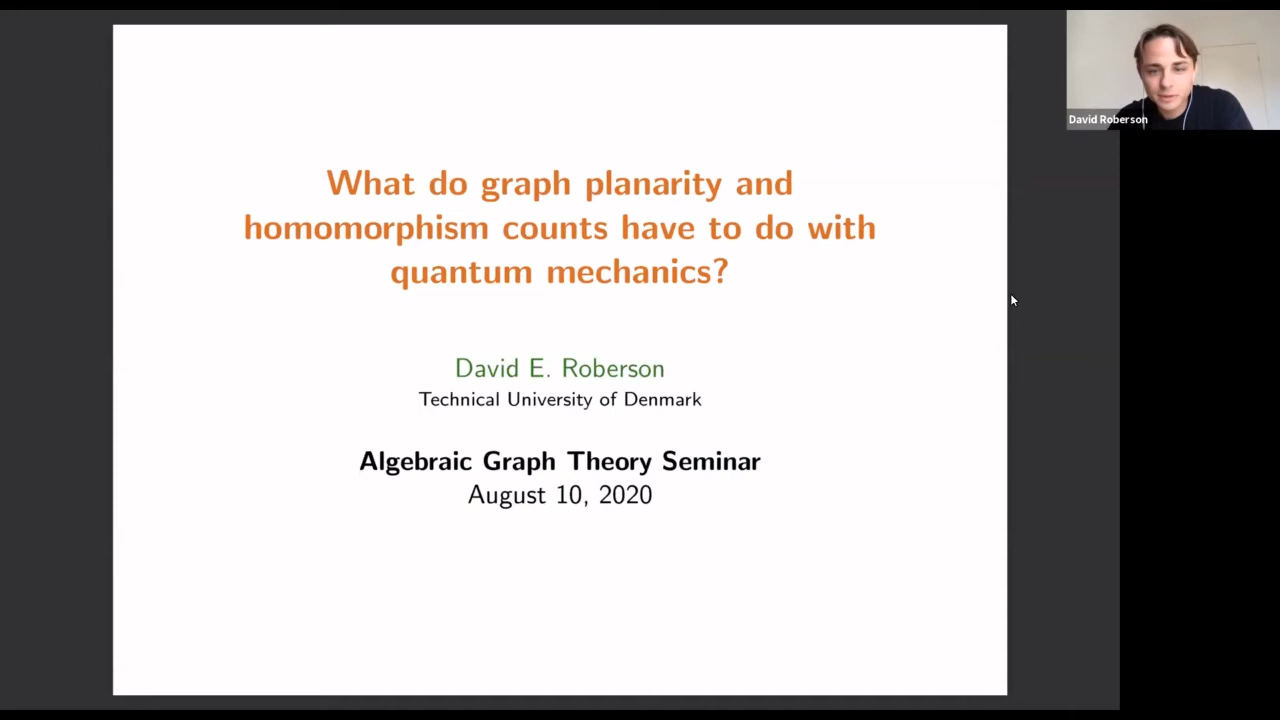 What do graph planarity and
homomorphism counts have to do with
quantum mechanics?
David E. Roberson
Technical University of Denmark
Algebraic Graph Theory Seminar
August 10, 2020
David Roberson